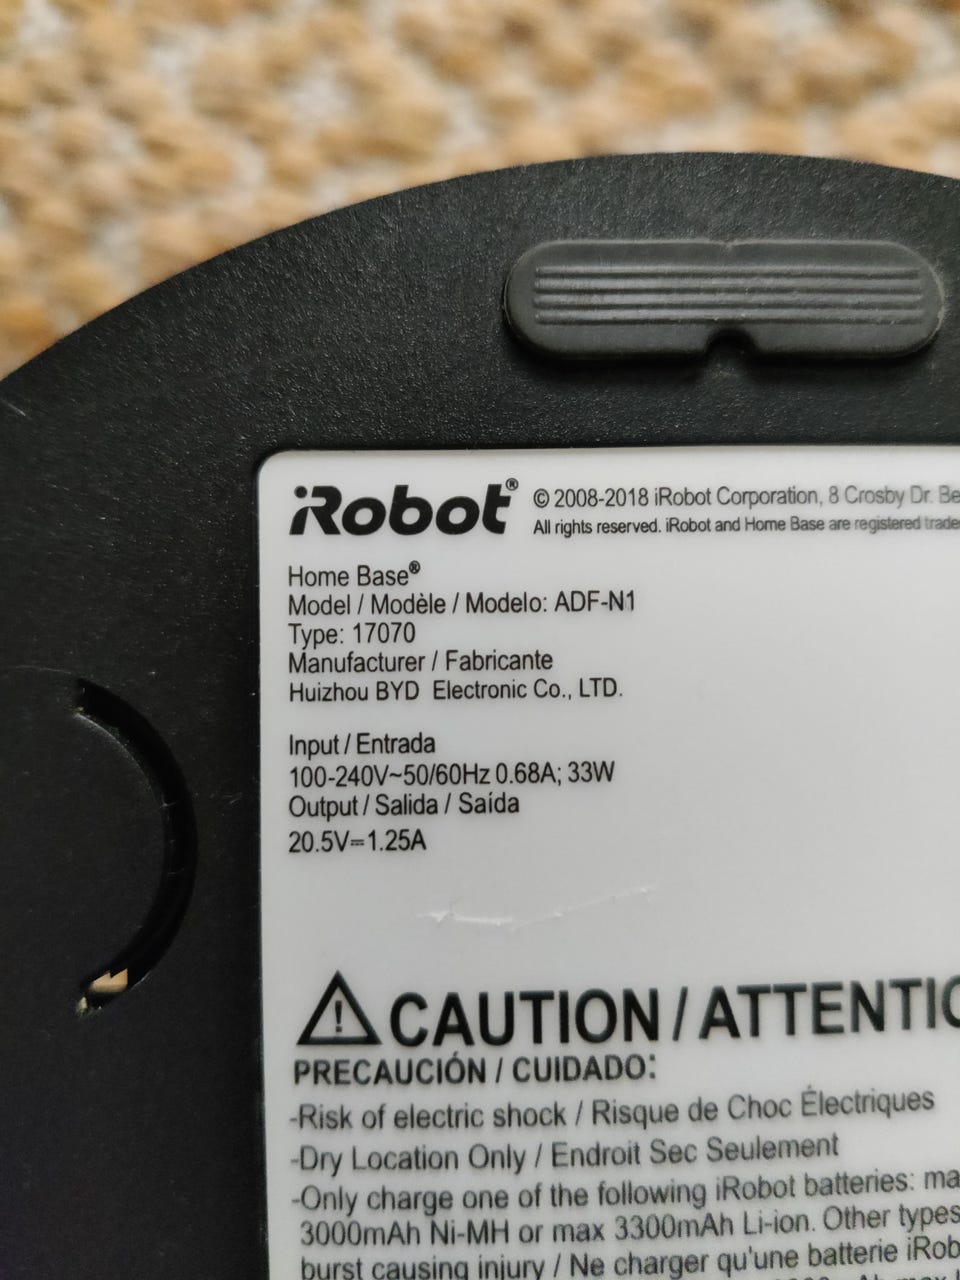 iRobot®
© 2008-2018 iRobot Corporation, 8 Crosby Dr.
All rights reserved. iRobot and Home Base are registered
Home Base®
Model / Modèle / Modelo: ADF-N1
Type: 17070
Manufacturer / Fabricante
Huizhou BYD Electronic Co., LTD.
Input / Entrada
100-240V~50/60Hz 0.68A; 33W
Output / Salida / Saída
20.5V⎓1.25A
CAUTION / ATTENTIO
PRECAUCIÓN / CUIDADO:
-Risk of electric shock / Risque de Choc Électriques
-Dry Location Only / Endroit Sec Seulement
-Only charge one of the following iRobot batteries:
3000mAh Ni-MH or max 3300mAh Li-ion. Other types
burst causing injury / Ne charger qu'une batterie iRob